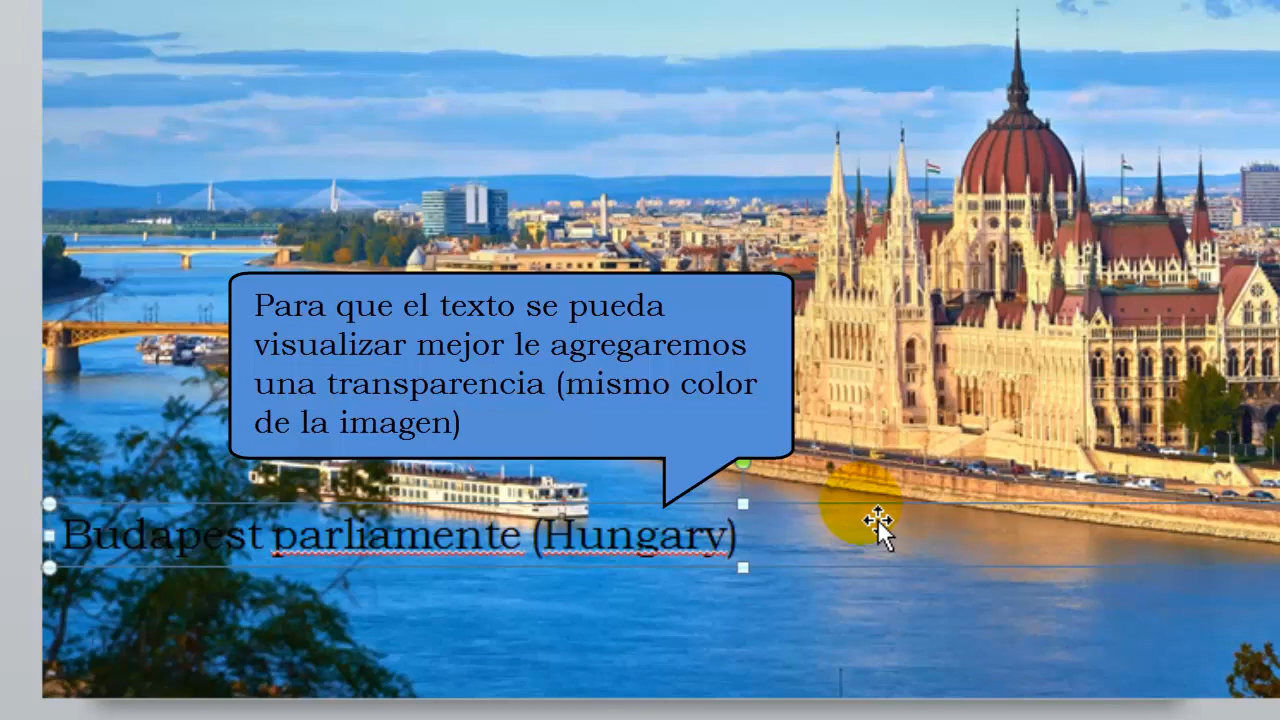 Para que el texto se pueda
visualizar mejor le agregaremos
una transparencia (mismo color
de la imagen)
Budapest parliamente (Hungary)